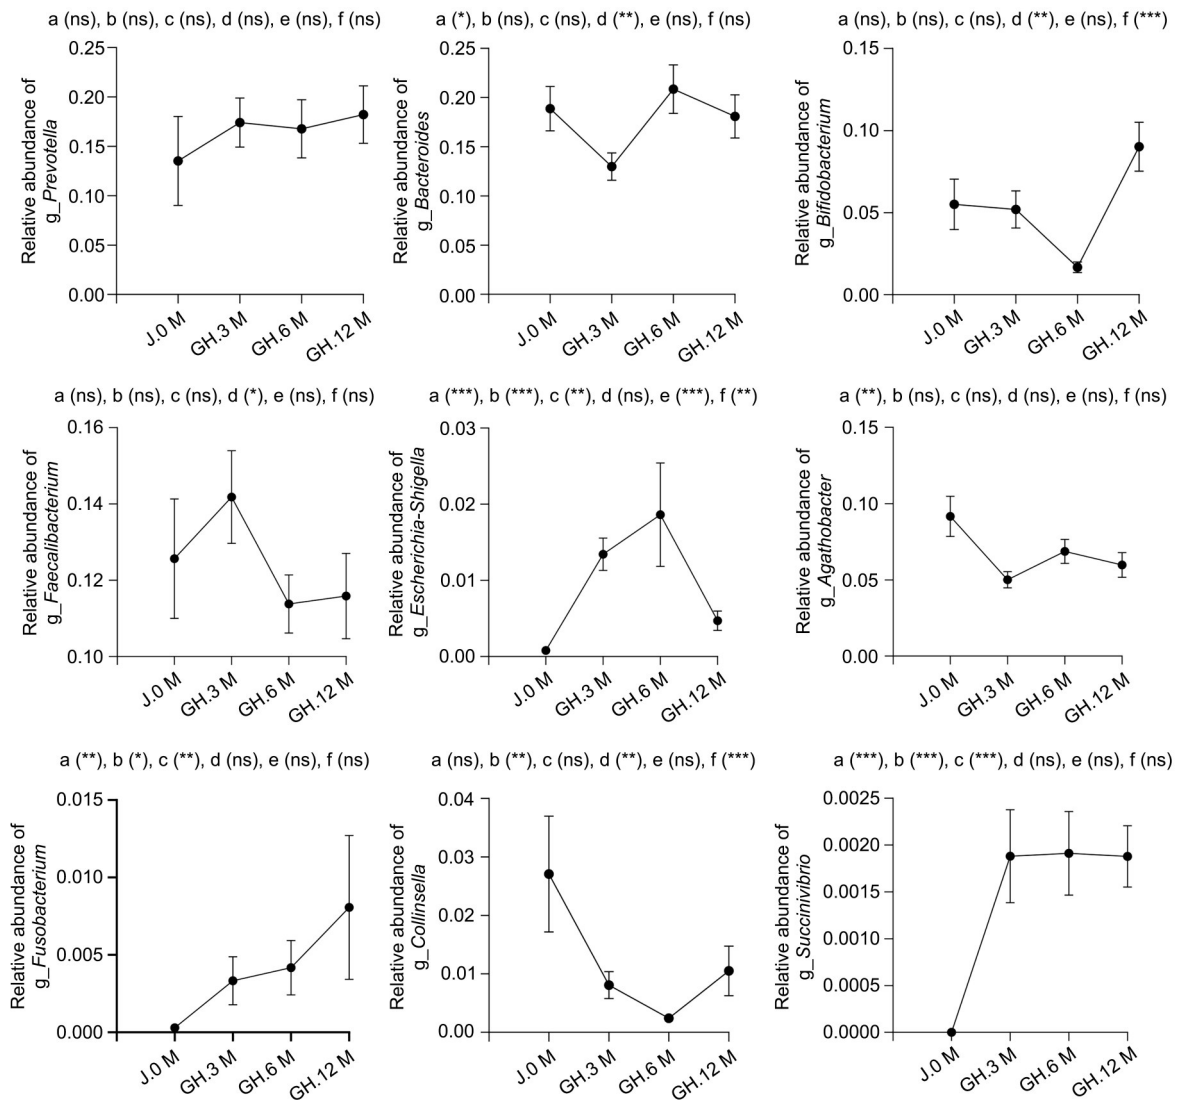 a (ns), b (ns), c (ns), d (ns), e (ns), f (ns)
Relative abundance of
g_Prevotella
0.25
0.20
0.15
0.10
0.05
0.00
J.0 M
GH.3 M
GH.6 M
GH.12 M
a (*), b (ns), c (ns), d (**), e (ns), f (ns)
Relative abundance of
g_Bacteroides
0.25
0.20
0.15
0.10
0.05
0.00
J.0 M
GH.3 M
GH.6 M
GH.12 M
a (ns), b (ns), c (ns), d (**), e (ns), f (***)
Relative abundance of
g_Bifidobacterium
0.15
0.10
0.05
0.00
J.0 M
GH.3 M
GH.6 M
GH.12 M
a (ns), b (ns), c (ns), d (*), e (ns), f (ns)
Relative abundance of
g_Faecalibacterium
0.16
0.14
0.12
0.10
J.0 M
GH.3 M
GH.6 M
GH.12 M
a (***), b (***), c (**), d (ns), e (***), f (**)
Relative abundance of
g_Escherichia-Shigella
0.03
0.02
0.01
0.00
J.0 M
GH.3 M
GH.6 M
GH.12 M
a (**), b (ns), c (ns), d (ns), e (ns), f (ns)
Relative abundance of
g_Agathobacter
0.15
0.10
0.05
0.00
J.0 M
GH.3 M
GH.6 M
GH.12 M
a (**), b (*), c (**), d (ns), e (ns), f (ns)
Relative abundance of
g_Fusobacterium
0.015
0.010
0.005
0.000
J.0 M
GH.3 M
GH.6 M
GH.12 M
a (ns), b (**), c (ns), d (**), e (ns), f (***)
Relative abundance of
g_Collinsella
0.04
0.03
0.02
0.01
0.00
J.0 M
GH.3 M
GH.6 M
GH.12 M
a (***), b (***), c (***), d (ns), e (ns), f (ns)
Relative abundance of
g_Succinivibrio
0.0025
0.0020
0.0015
0.0010
0.0005
0.0000
J.0 M
GH.3 M
GH.6 M
GH.12 M